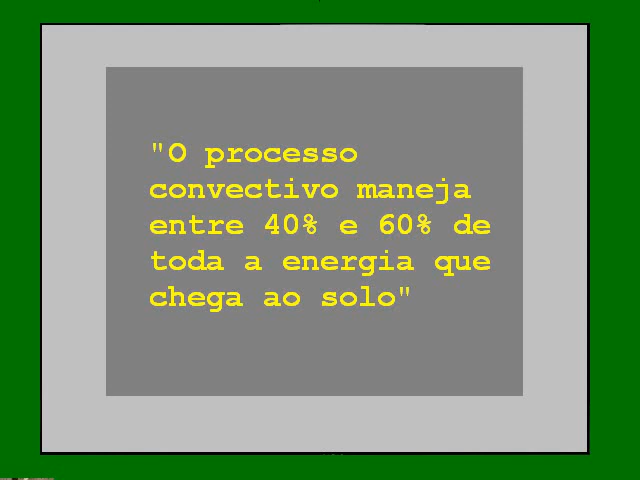 "O processo
convectivo maneja
entre 40% e 60% de
toda a energia que
chega ao solo"